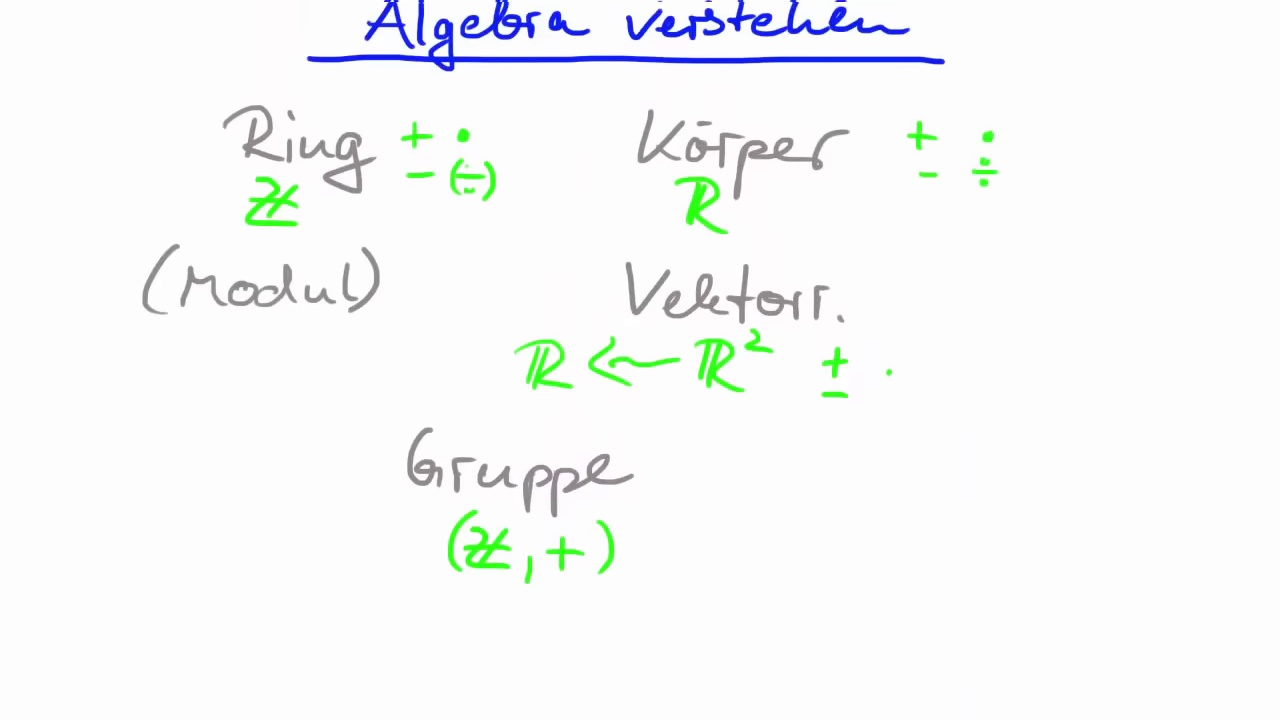 Algebra verstehen
Ring + · Körper + ·
− (÷) − ÷
ℤ ℝ
(Modul) Vektorr.
ℝ ← ℝ² ± ·
Gruppe
(ℤ, +)